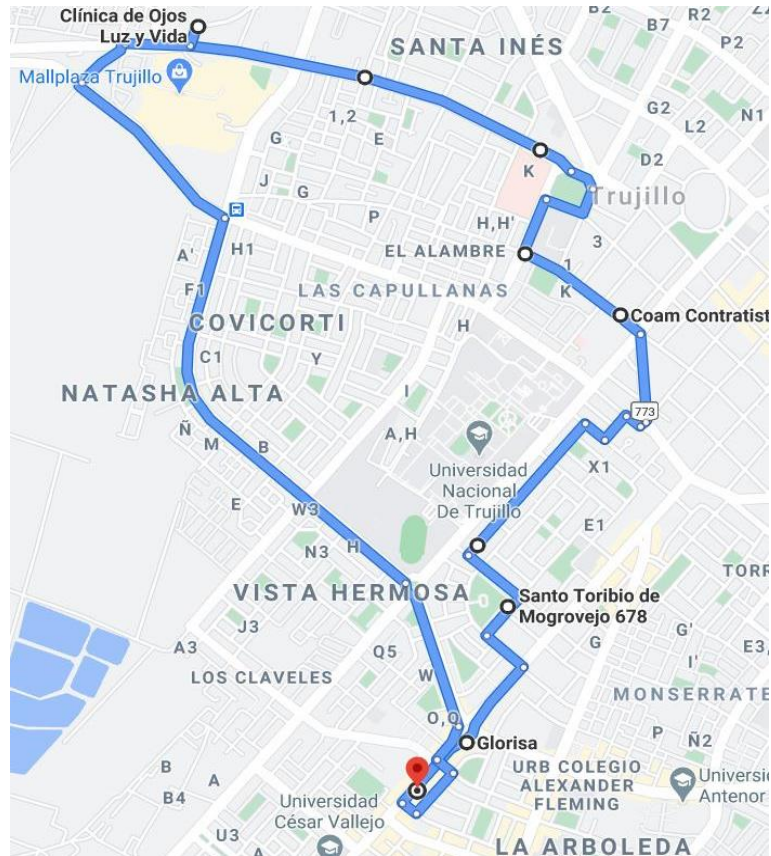 Clínica de Ojos
Luz y Vida
B2
B7
R2
P2
SANTA INÉS
Mallplaza Trujillo
1,2
E
G
J
G
P
G2
L2
N1
D2
K
Trujillo
H,H'
3
A'
H1
EL ALAMBRE
1
K
F1
LAS CAPULLANAS
COVICORTI
H
Coam Contratist
C1
Y
NATASHA ALTA
I
773
Ñ
M
B
A,H
Universidad
Nacional
De Trujillo
X1
E
W3
E1
H
N3
TORR
VISTA HERMOSA
Santo Toribio de
Mogrovejo 678
J3
A3
Q5
G
G'
E3,
I'
LOS CLAVELES
W
MONSERRATE
O,O
P
Ñ2
Glorisa
B
A
B4
URB COLEGIO
ALEXANDER
FLEMING
Universi
Antenor
Universidad
César Vallejo
U3
LA ARBOLEDA